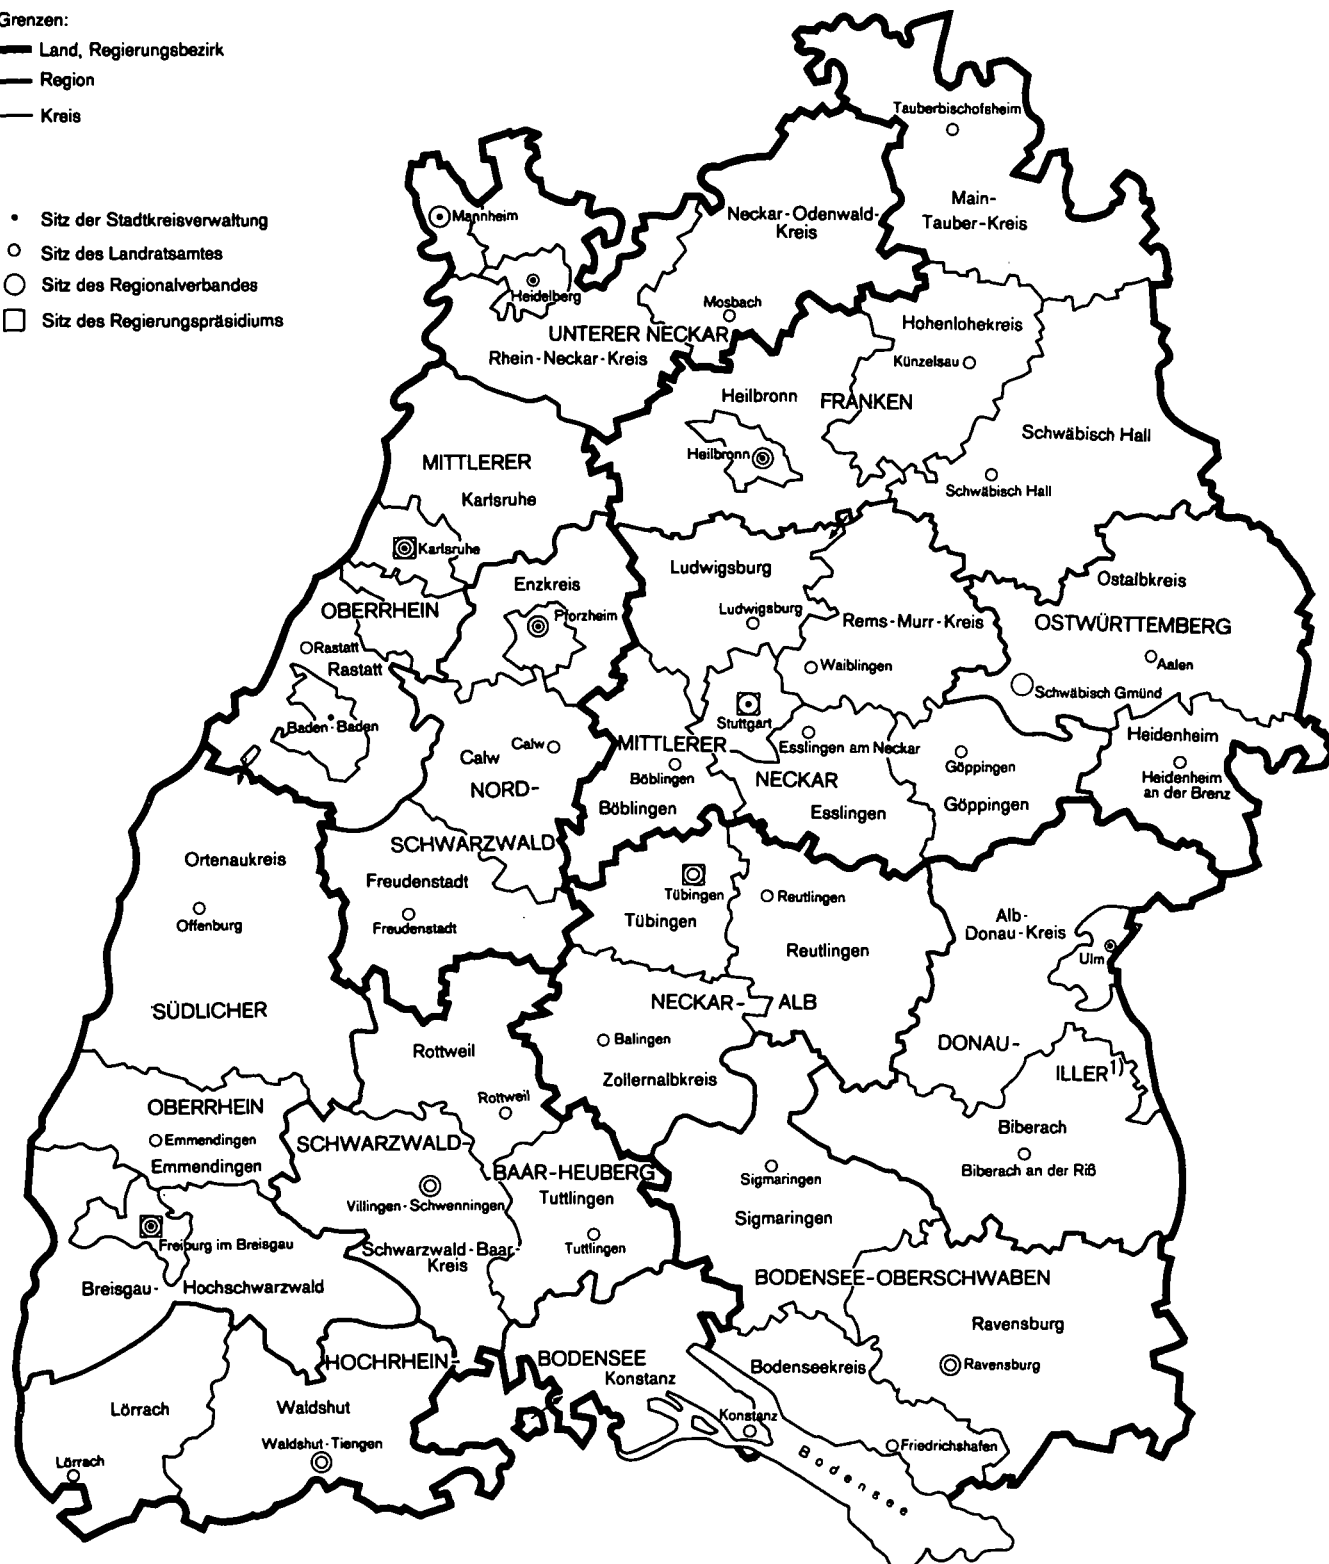 Grenzen:
Land, Regierungsbezirk
Region
Kreis
Sitz der Stadtkreisverwaltung
Sitz des Landratsamtes
Sitz des Regionalverbandes
Sitz des Regierungspräsidiums
Tauberbischofsheim
Main-
Tauber-Kreis
Mannheim
Neckar-Odenwald-
Kreis
Heidelberg
Mosbach
UNTERER NECKAR
Rhein-Neckar-Kreis
Hohenlohekreis
Künzelsau
Heilbronn
FRANKEN
Heilbronn
Schwäbisch Hall
Schwäbisch Hall
MITTLERER
Karlsruhe
Karlsruhe
OBERRHEIN
Rastatt
Rastatt
Baden-Baden
Enzkreis
Pforzheim
Ludwigsburg
Ludwigsburg
Rems-Murr-Kreis
Waiblingen
Ostalbkreis
OSTWÜRTTEMBERG
Aalen
Schwäbisch Gmünd
Stuttgart
MITTLERER
Böblingen
Böblingen
Esslingen am Neckar
NECKAR
Esslingen
Göppingen
Göppingen
Heidenheim
Heidenheim
an der Brenz
Calw
Calw
NORD-
SCHWARZWALD
Freudenstadt
Freudenstadt
Ortenaukreis
Offenburg
SÜDLICHER
OBERRHEIN
Emmendingen
Emmendingen
Tübingen
Tübingen
Reutlingen
Reutlingen
NECKAR-ALB
Balingen
Zollernalbkreis
Alb-
Donau-Kreis
Ulm
DONAU-
ILLER 1)
Biberach
Biberach an der Riß
Rottweil
Rottweil
SCHWARZWALD-
BAAR-HEUBERG
Villingen-Schwenningen
Tuttlingen
Tuttlingen
Schwarzwald-Baar-
Kreis
Sigmaringen
Sigmaringen
Freiburg im Breisgau
Breisgau-Hochschwarzwald
BODENSEE-OBERSCHWABEN
Ravensburg
Ravensburg
Bodenseekreis
Friedrichshafen
HOCHRHEIN-
BODENSEE
Konstanz
Konstanz
Bodensee
Lörrach
Lörrach
Waldshut
Waldshut-Tiengen